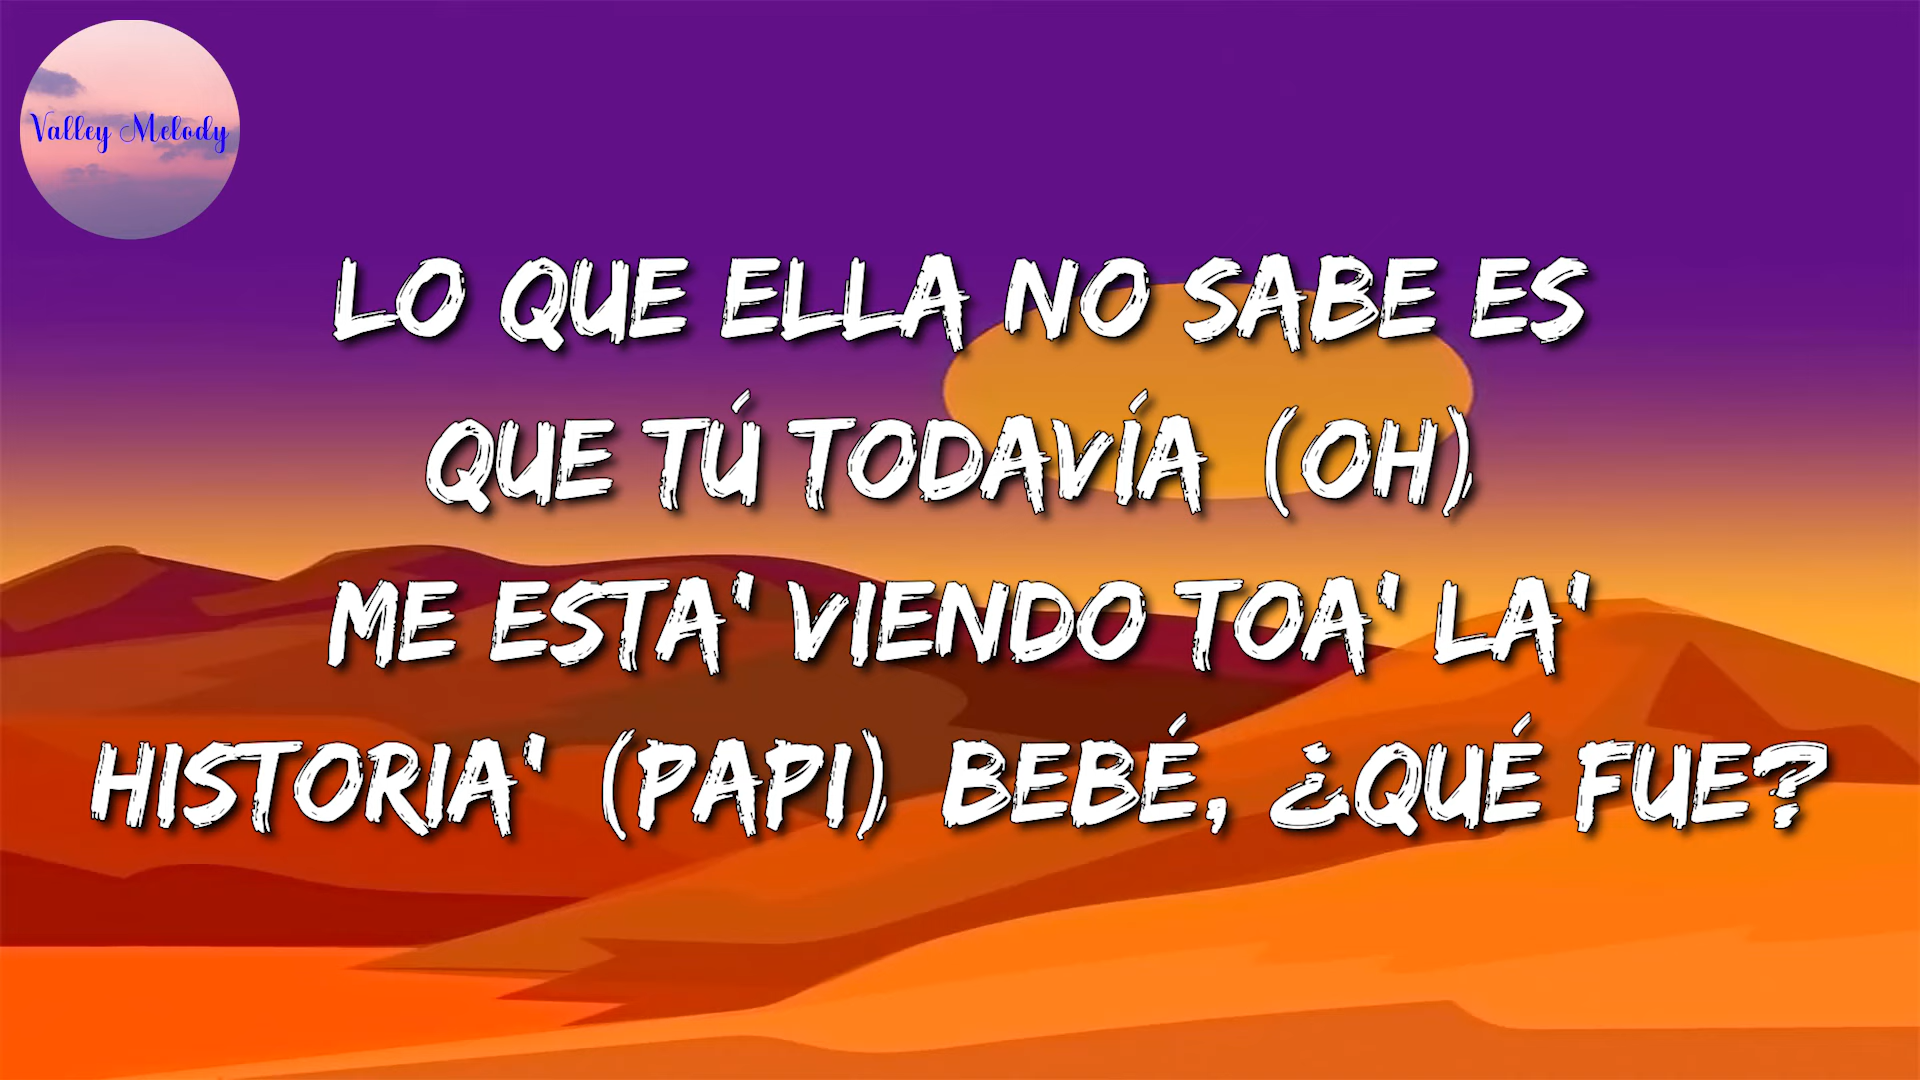 Valley Melody
LO QUE ELLA NO SABE ES
QUE TÚ TODAVÍA (OH)
ME ESTA' VIENDO TOA' LA'
HISTORIA' (PAPI) BEBÉ, ¿QUÉ FUE?